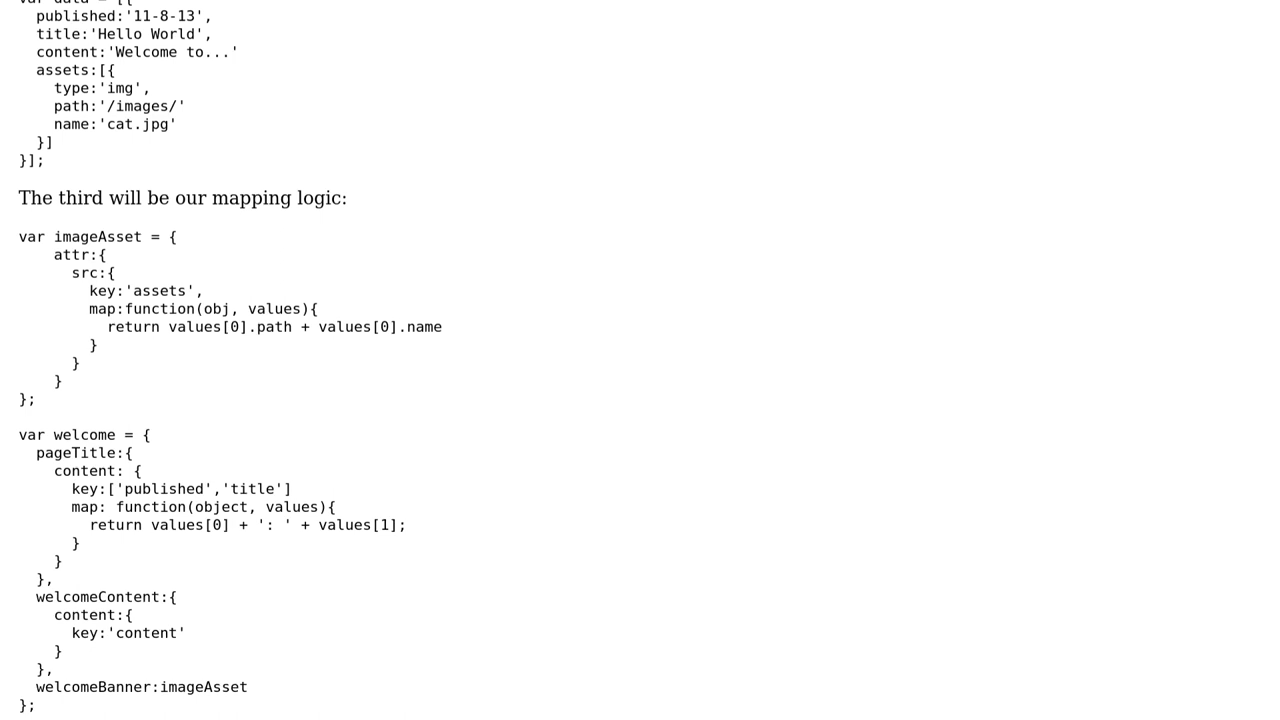 var data = [{
  published:'11-8-13',
  title:'Hello World',
  content:'Welcome to...'
  assets:[{
    type:'img',
    path:'/images/'
    name:'cat.jpg'
  }]
}];
The third will be our mapping logic:
var imageAsset = {
    attr:{
      src:{
        key:'assets',
        map:function(obj, values){
          return values[0].path + values[0].name
        }
      }
    }
};
var welcome = {
  pageTitle:{
    content: {
      key:['published','title']
      map: function(object, values){
        return values[0] + ': ' + values[1];
      }
    }
  },
  welcomeContent:{
    content:{
      key:'content'
    }
  },
  welcomeBanner:imageAsset
};